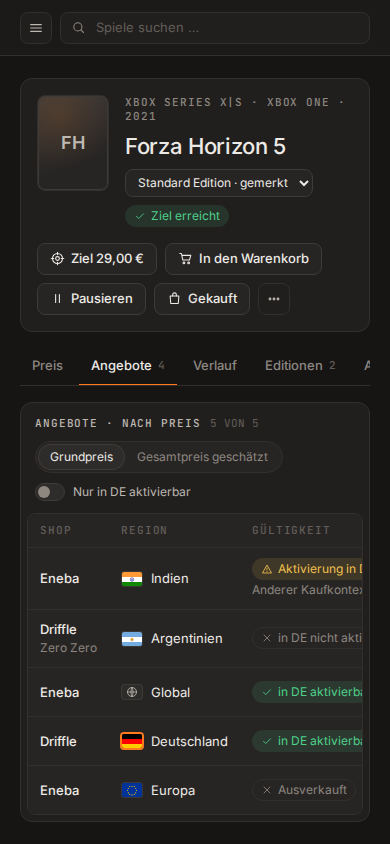 Spiele suchen ...
XBOX SERIES X|S · XBOX ONE ·
2021
FH
Forza Horizon 5
Standard Edition · gemerkt
Ziel erreicht
Ziel 29,00 €
In den Warenkorb
Pausieren
Gekauft
Preis
Angebote 4
Verlauf
Editionen 2
A
ANGEBOTE · NACH PREIS 5 VON 5
Grundpreis
Gesamtpreis geschätzt
Nur in DE aktivierbar
SHOP REGION GÜLTIGKEIT
Eneba Indien Aktivierung in D
Anderer Kaufkontex
Driffle Argentinien in DE nicht akti
Zero Zero
Eneba Global in DE aktivierba
Driffle Deutschland in DE aktivierba
Eneba Europa Ausverkauft